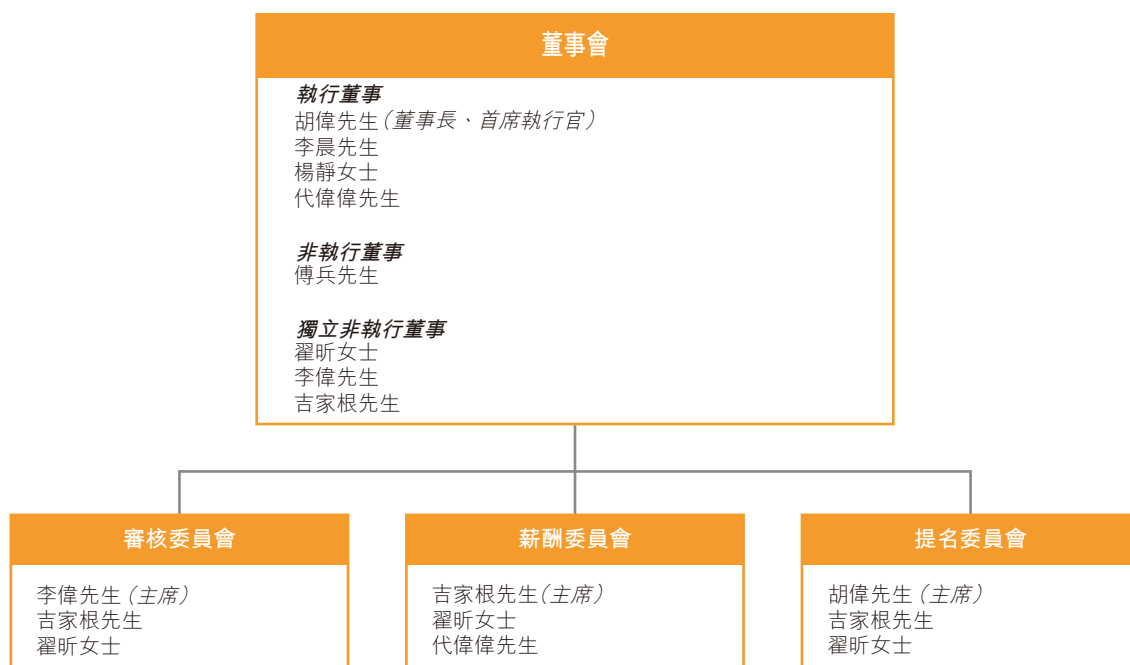 董事會
執行董事
胡偉先生（董事長、首席執行官）
李晨先生
楊靜女士
代偉偉先生
非執行董事
傅兵先生
獨立非執行董事
翟昕女士
李偉先生
吉家根先生
審核委員會
李偉先生（主席）
吉家根先生
翟昕女士
薪酬委員會
吉家根先生（主席）
翟昕女士
代偉偉先生
提名委員會
胡偉先生（主席）
吉家根先生
翟昕女士